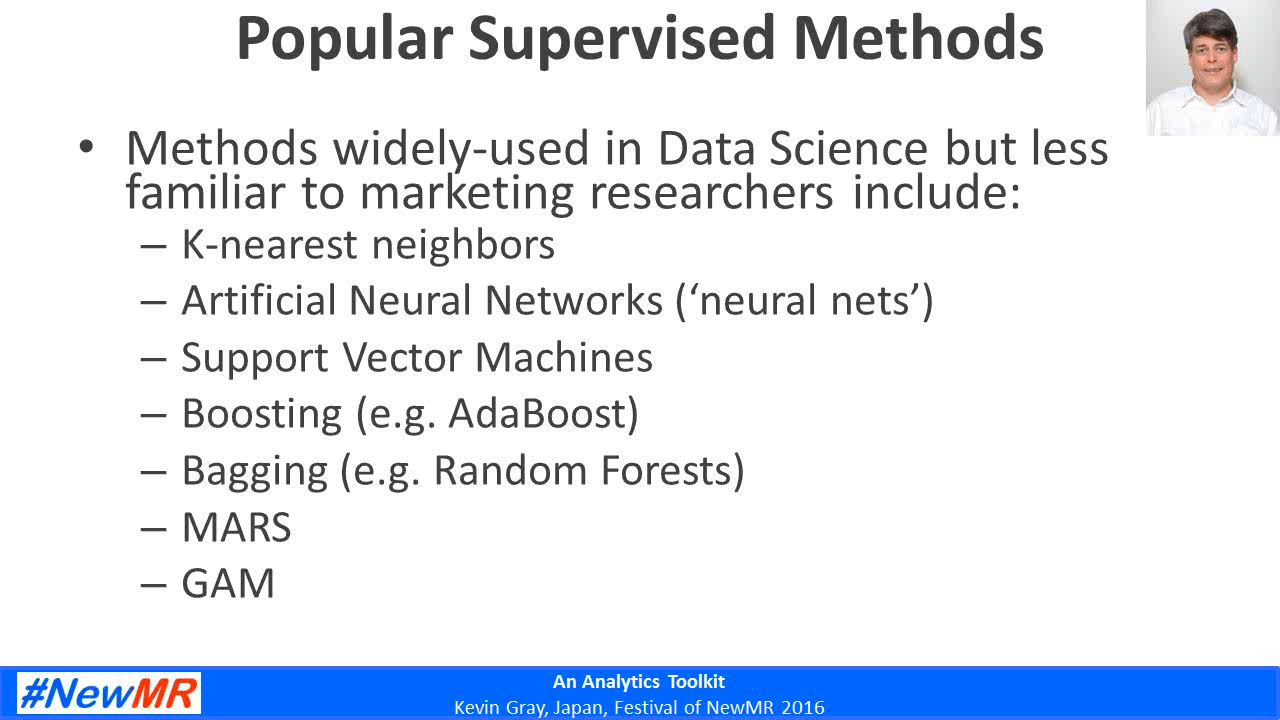 Popular Supervised Methods
• Methods widely-used in Data Science but less
familiar to marketing researchers include:
– K-nearest neighbors
– Artificial Neural Networks (‘neural nets’)
– Support Vector Machines
– Boosting (e.g. AdaBoost)
– Bagging (e.g. Random Forests)
– MARS
– GAM
#NewMR
An Analytics Toolkit
Kevin Gray, Japan, Festival of NewMR 2016